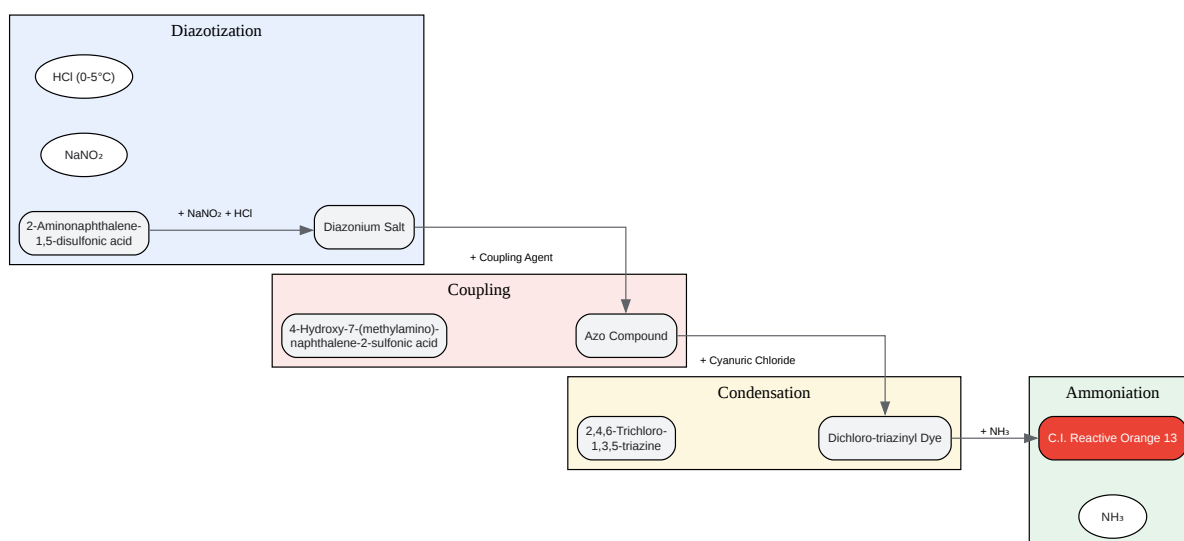 Diazotization
HCl (0-5°C)
NaNO₂
2-Aminonaphthalene-
1,5-disulfonic acid
+ NaNO₂ + HCl
Diazonium Salt
+ Coupling Agent
Coupling
4-Hydroxy-7-(methylamino)-
naphthalene-2-sulfonic acid
Azo Compound
+ Cyanuric Chloride
Condensation
2,4,6-Trichloro-
1,3,5-triazine
Dichloro-triazinyl Dye
+ NH₃
Ammoniation
C.I. Reactive Orange 13
NH₃